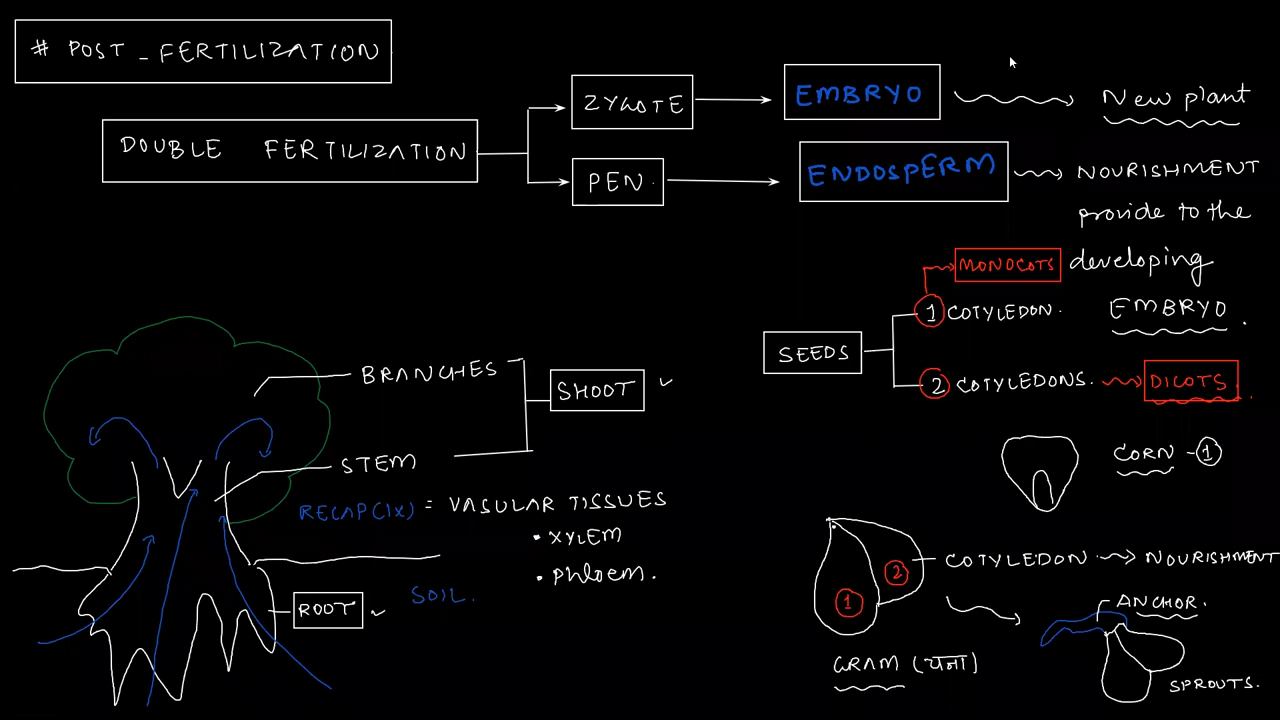 # POST_FERTILIZATION
DOUBLE FERTILIZATION
ZYGOTE
EMBRYO
New plant
PEN.
ENDOSPERM
NOURISHMENT
provide to the
developing
EMBRYO.
SEEDS
MONOCOTS
1 COTYLEDON.
2 COTYLEDONS.
DICOTS.
BRANCHES
SHOOT
STEM
RECAP(IX) = VASULAR TISSUES
• XYLEM
• Phloem.
ROOT
SOIL.
CORN - 1
1
2
COTYLEDON
NOURISHMENT
ANCHOR.
GRAM (चना)
SPROUTS.